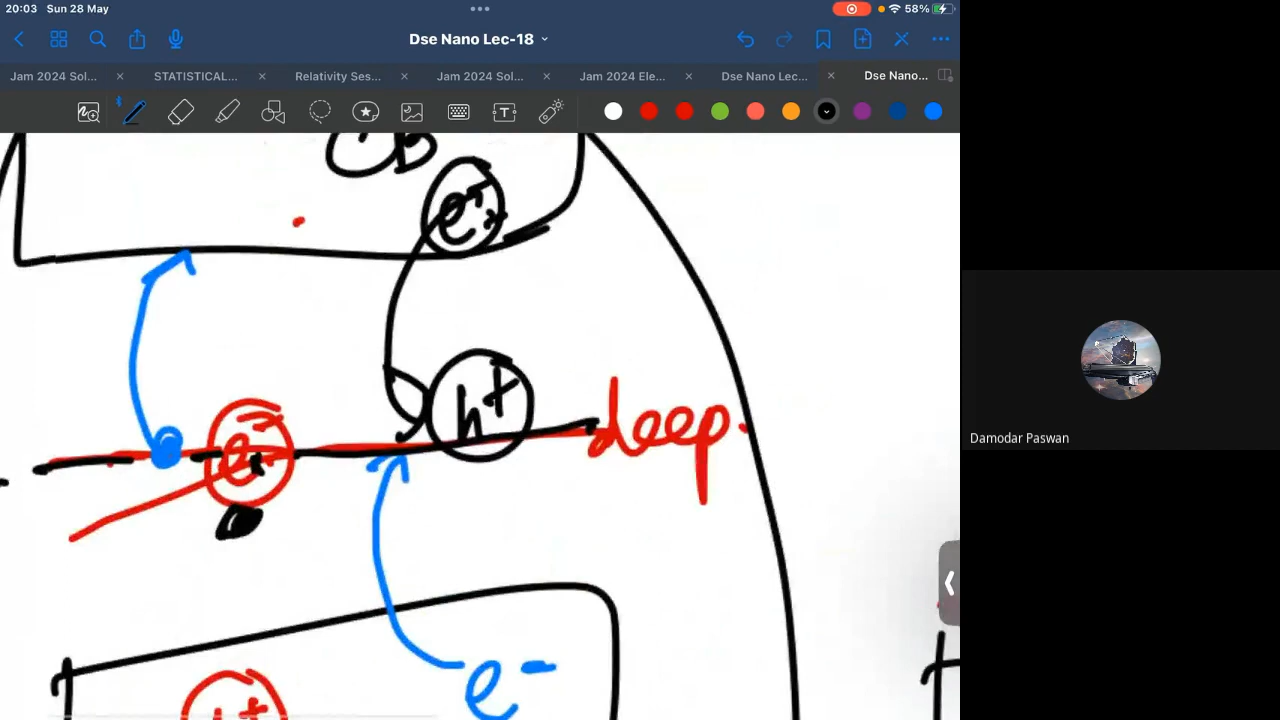 20:03 Sun 28 May
58%
Dse Nano Lec-18
Jam 2024 Sol...
STATISTICAL...
Relativity Ses...
Jam 2024 Sol...
Jam 2024 Ele...
Dse Nano Lec...
Dse Nano...
CB
e-
h+
deep
e-
e-
Damodar Paswan